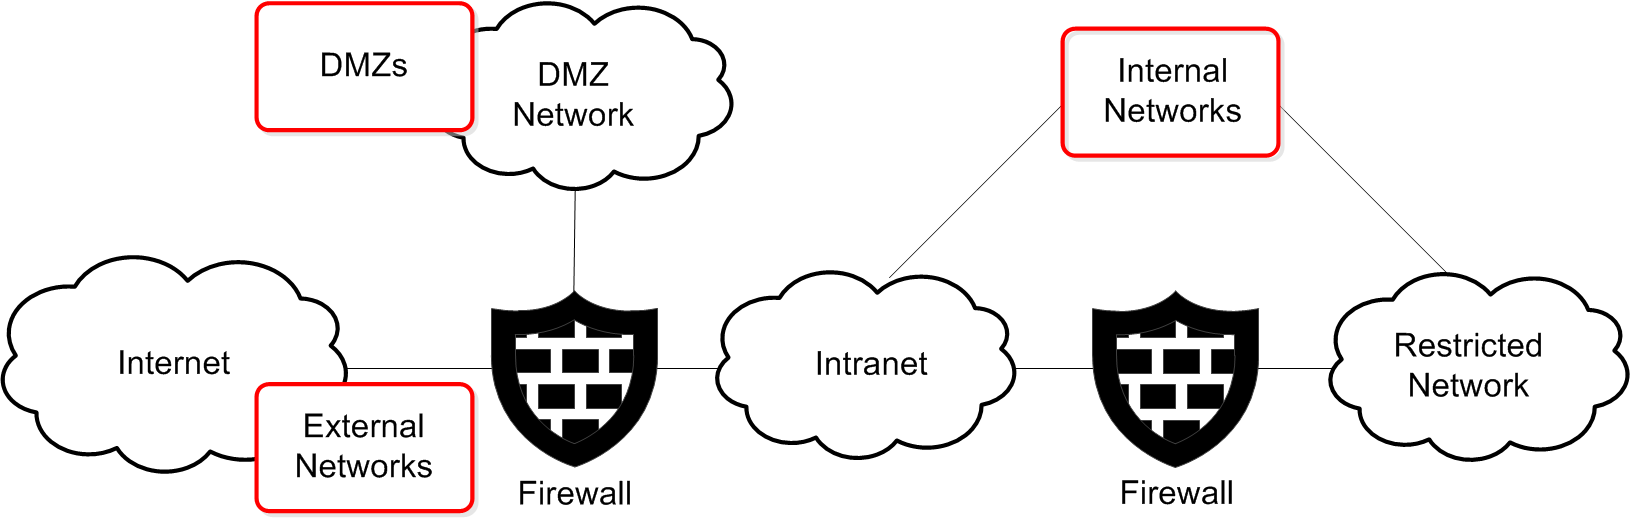 DMZs
DMZ
Network
Internal
Networks
Internet
External
Networks
Firewall
Intranet
Firewall
Restricted
Network